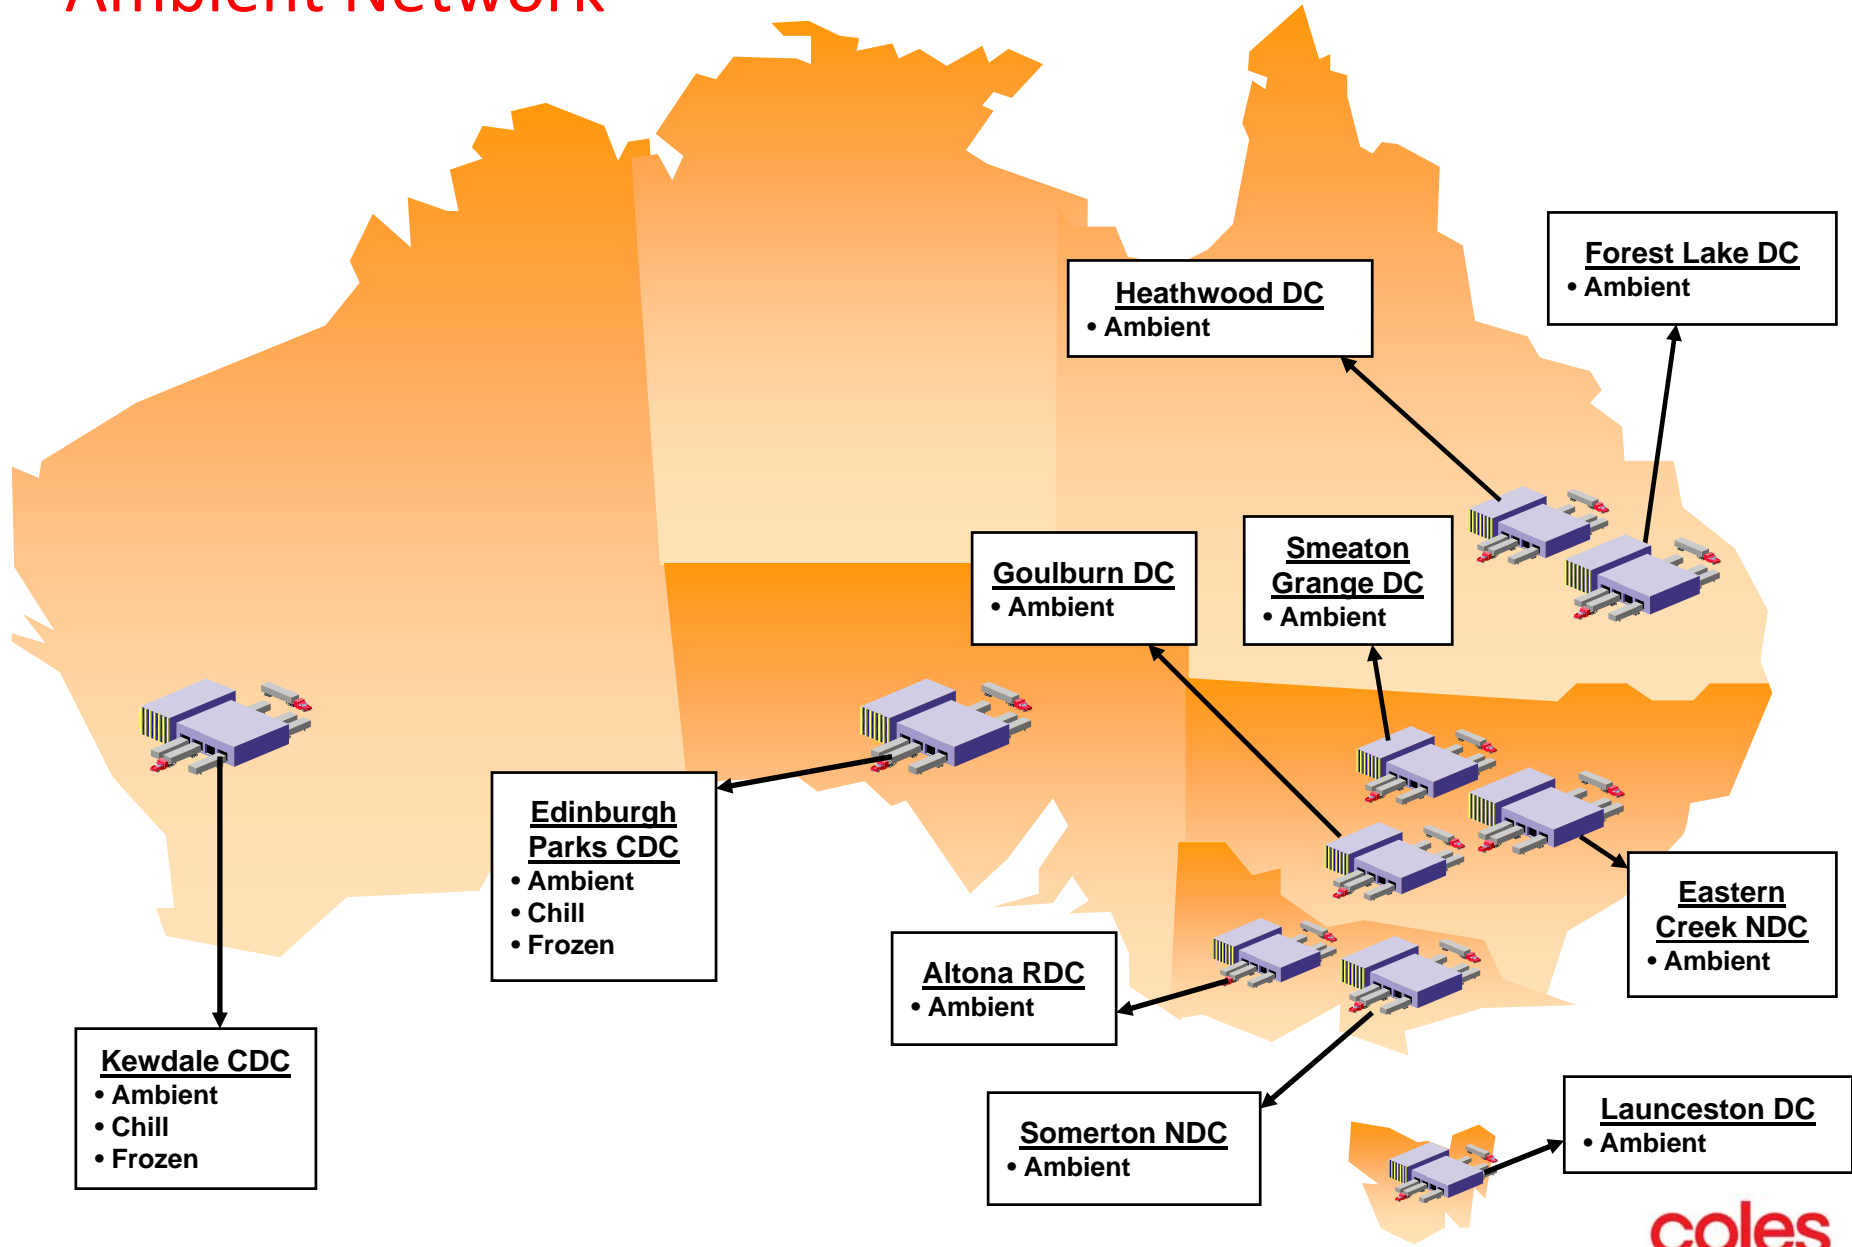 Ambient Network
Forest Lake DC
• Ambient
Heathwood DC
• Ambient
Smeaton
Grange DC
• Ambient
Goulburn DC
• Ambient
Edinburgh
Parks CDC
• Ambient
• Chill
• Frozen
Eastern
Creek NDC
• Ambient
Altona RDC
• Ambient
Kewdale CDC
• Ambient
• Chill
• Frozen
Somerton NDC
• Ambient
Launceston DC
• Ambient
coles